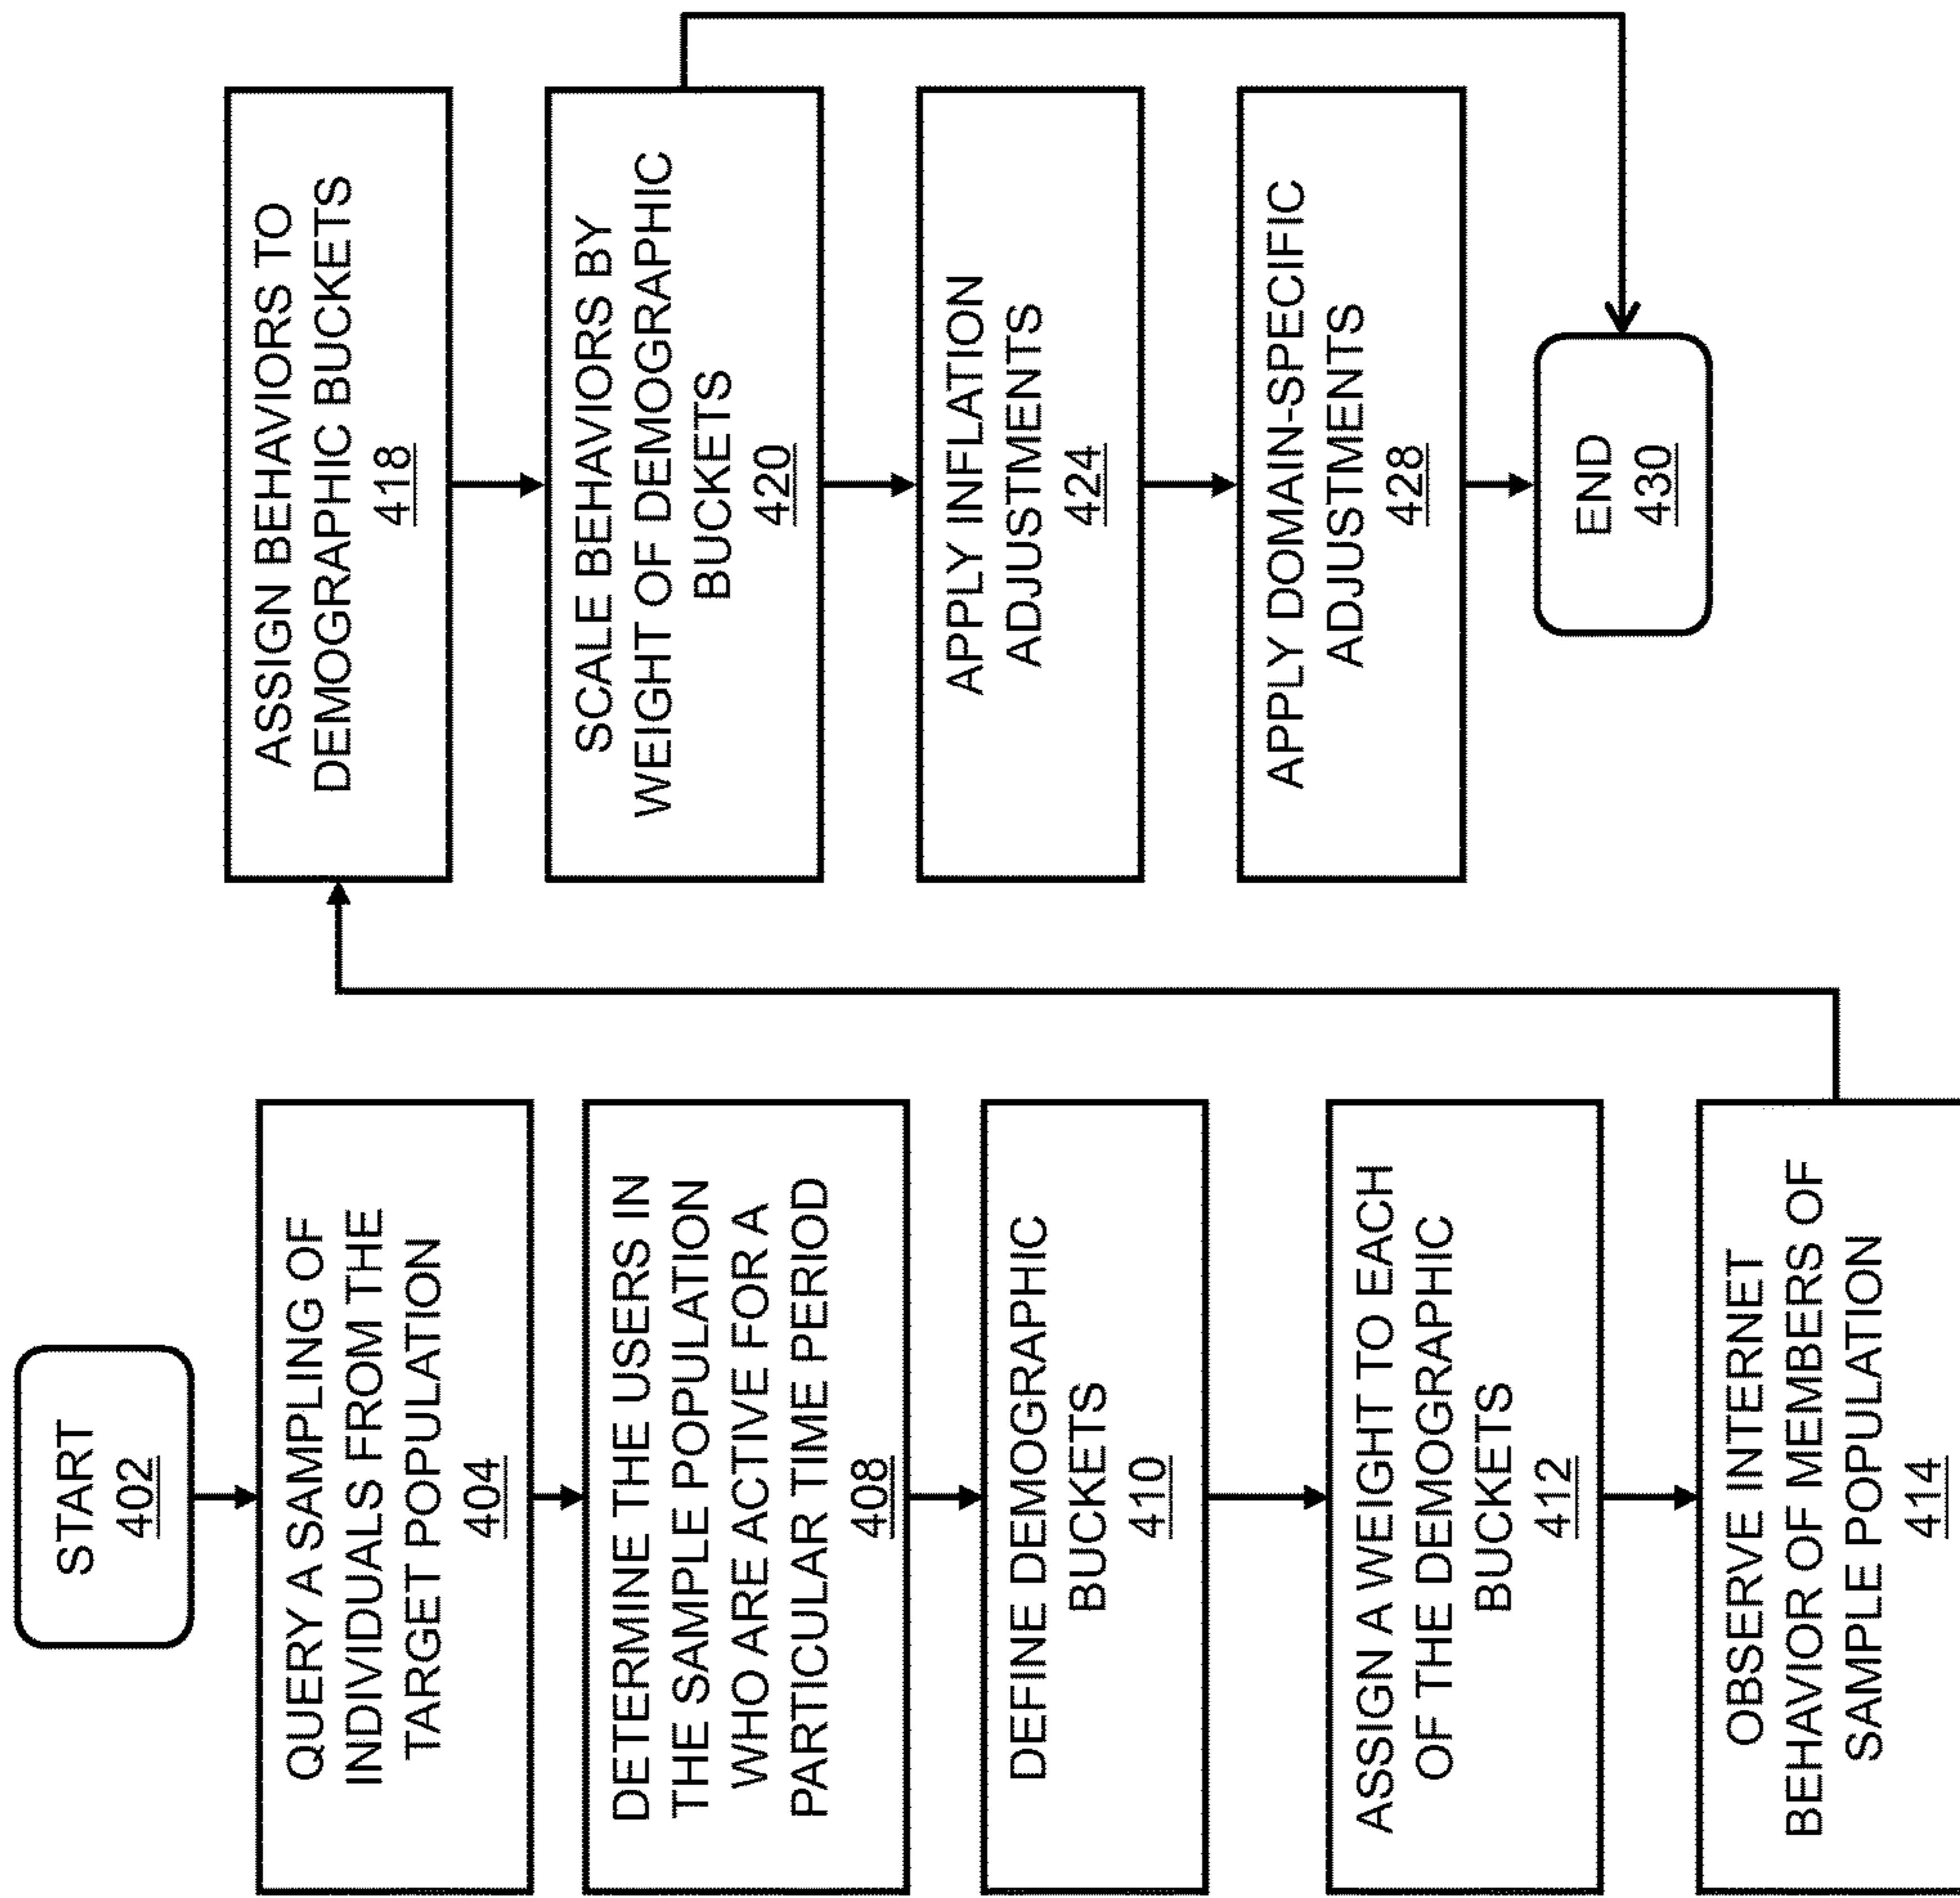 START
402
QUERY A SAMPLING OF
INDIVIDUALS FROM THE
TARGET POPULATION
404
DETERMINE THE USERS IN
THE SAMPLE POPULATION
WHO ARE ACTIVE FOR A
PARTICULAR TIME PERIOD
408
DEFINE DEMOGRAPHIC
BUCKETS
410
ASSIGN A WEIGHT TO EACH
OF THE DEMOGRAPHIC
BUCKETS
412
OBSERVE INTERNET
BEHAVIOR OF MEMBERS OF
SAMPLE POPULATION
414
ASSIGN BEHAVIORS TO
DEMOGRAPHIC BUCKETS
418
SCALE BEHAVIORS BY
WEIGHT OF DEMOGRAPHIC
BUCKETS
420
APPLY INFLATION
ADJUSTMENTS
424
APPLY DOMAIN-SPECIFIC
ADJUSTMENTS
428
END
430